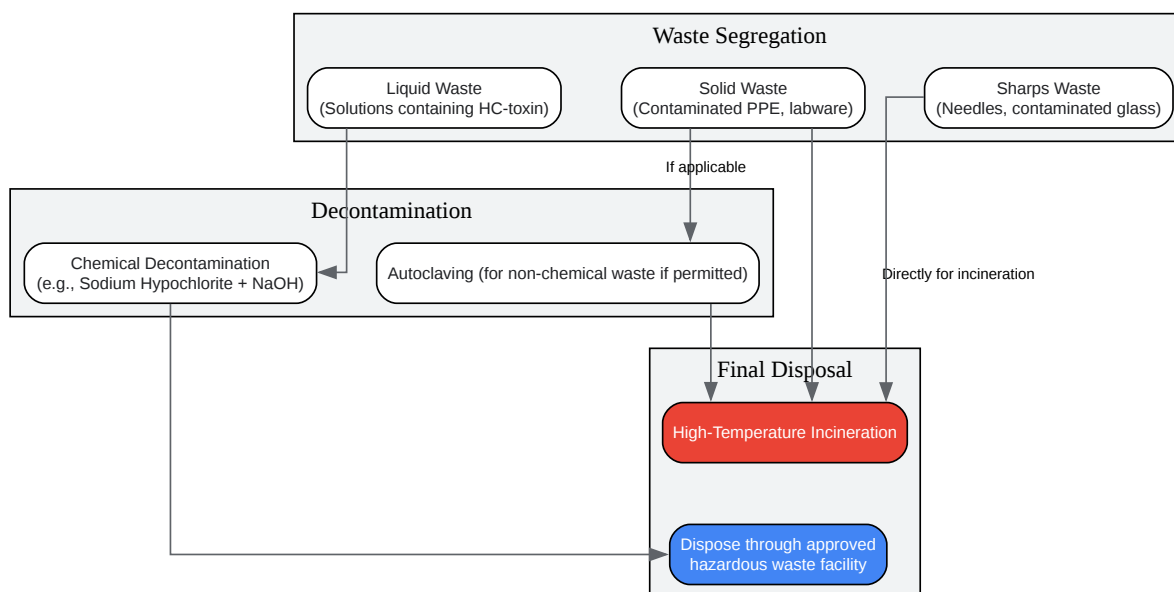 Waste Segregation
Liquid Waste
(Solutions containing HC-toxin)
Solid Waste
(Contaminated PPE, labware)
Sharps Waste
(Needles, contaminated glass)
If applicable
Decontamination
Chemical Decontamination
(e.g., Sodium Hypochlorite + NaOH)
Autoclaving (for non-chemical waste if permitted)
Directly for incineration
Final Disposal
High-Temperature Incineration
Dispose through approved
hazardous waste facility